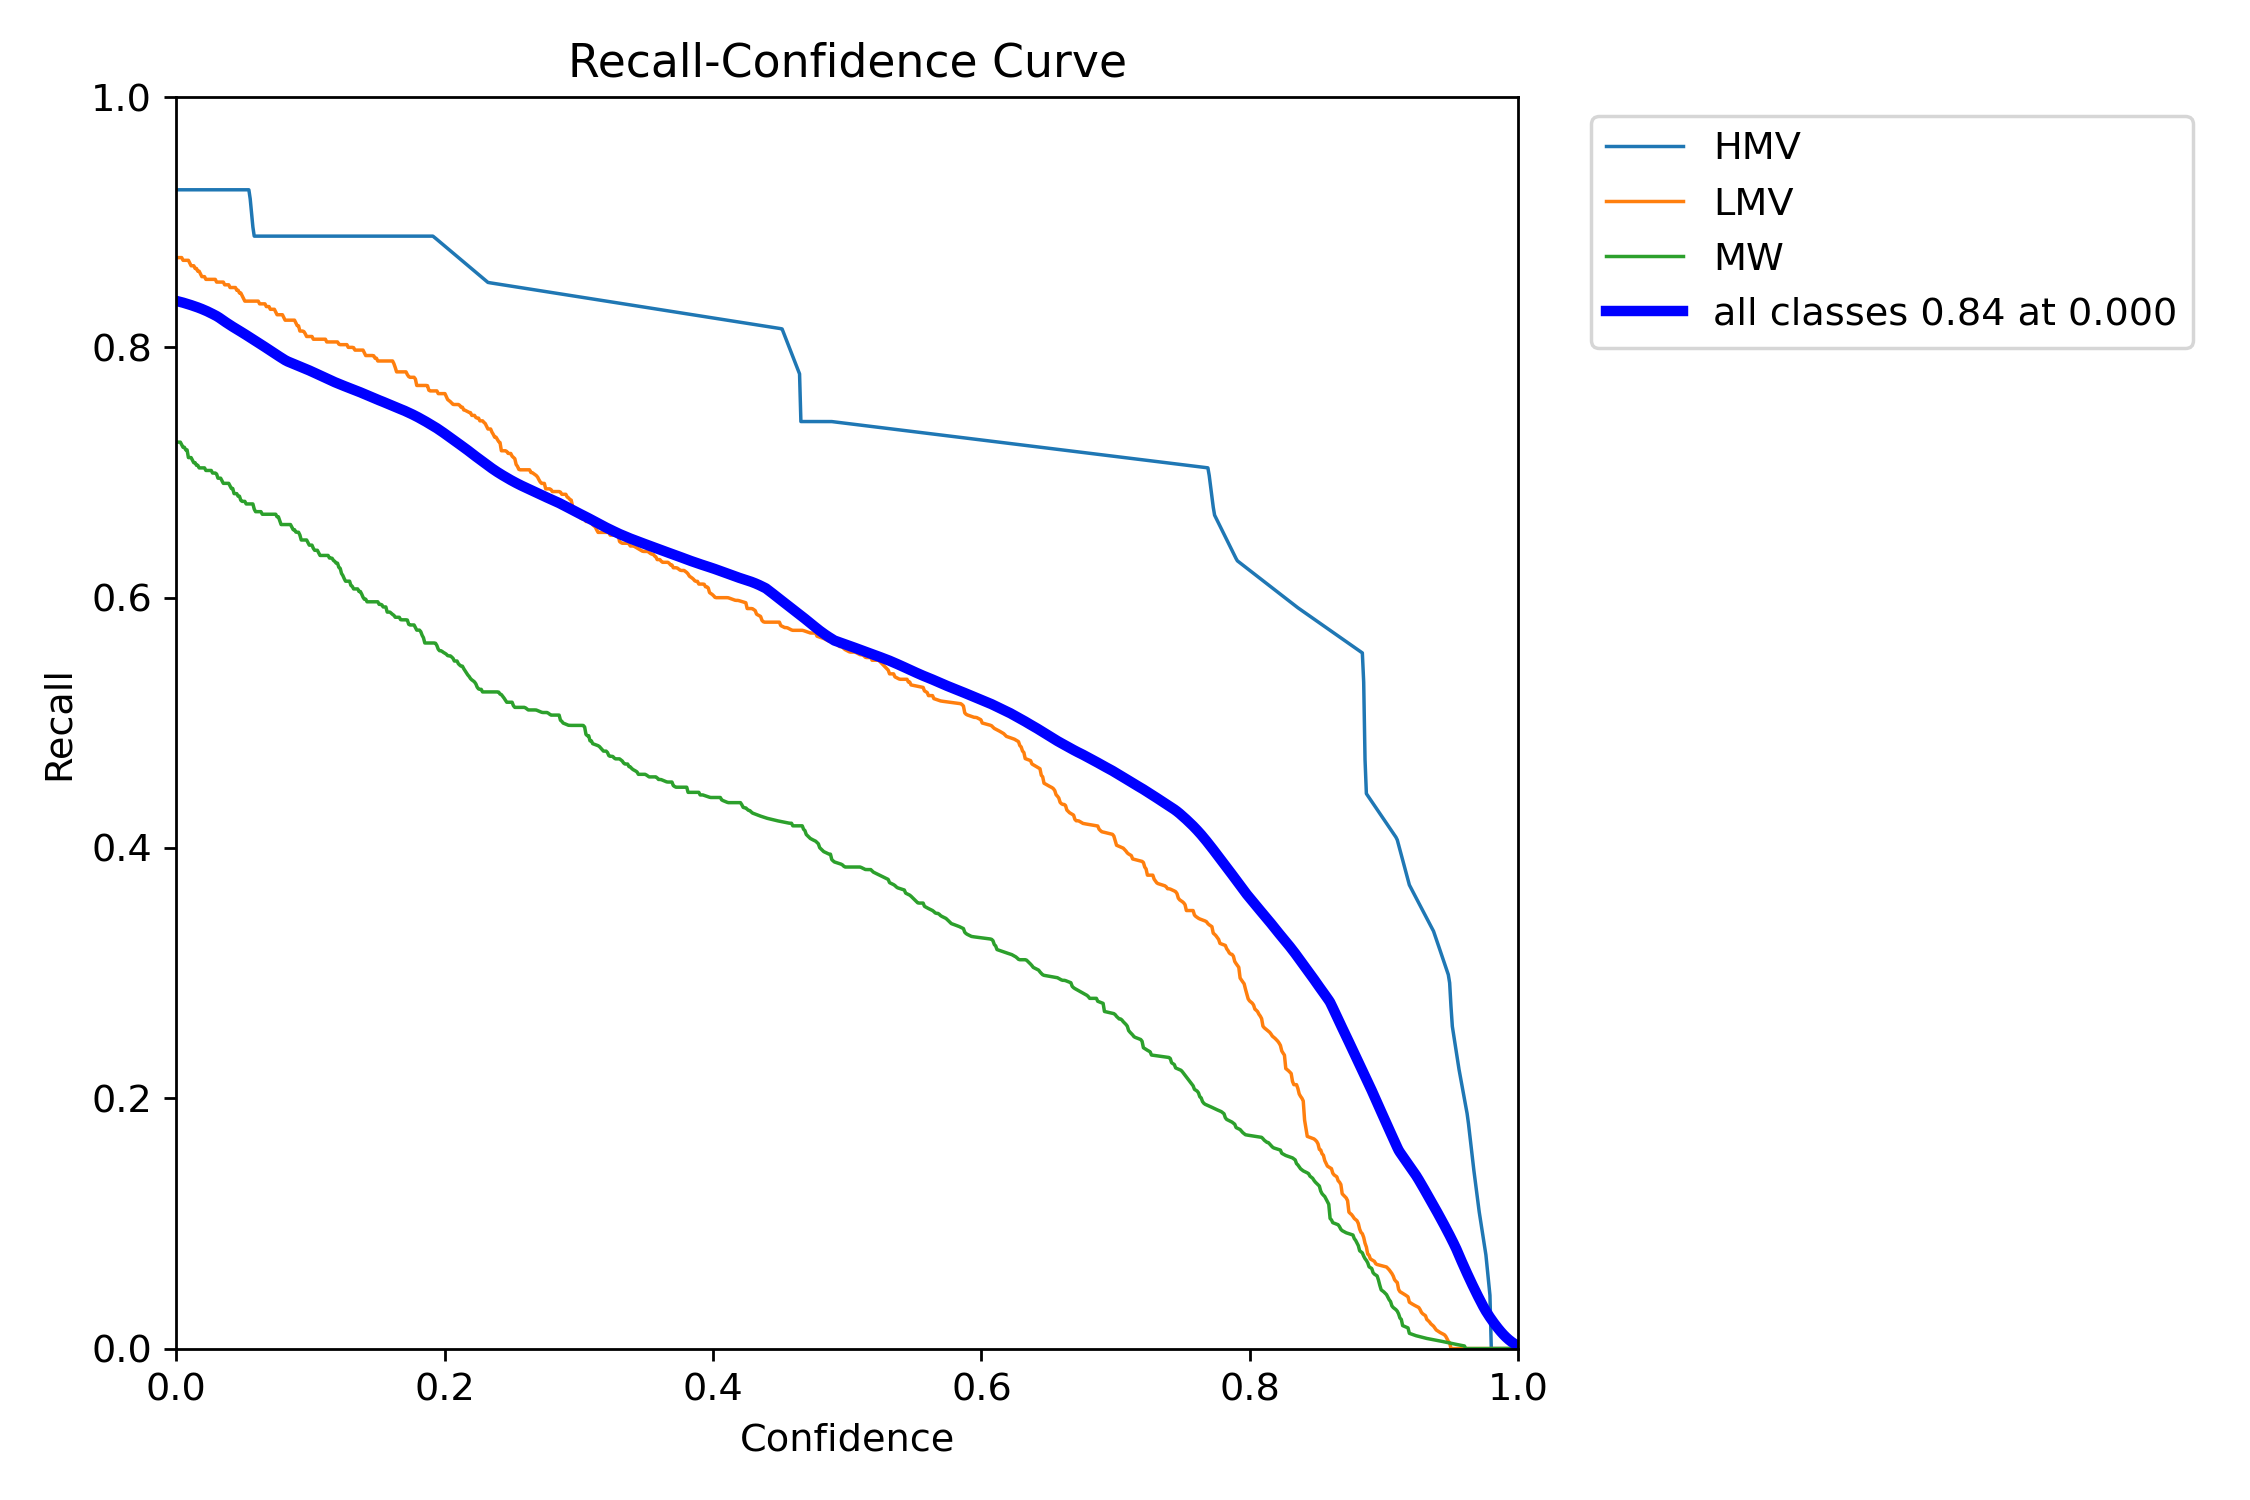 Recall-Confidence Curve
1.0
0.8
0.6
0.4
0.2
0.0
Recall
0.0 0.2 0.4 0.6 0.8 1.0
Confidence
HMV
LMV
MW
all classes 0.84 at 0.000